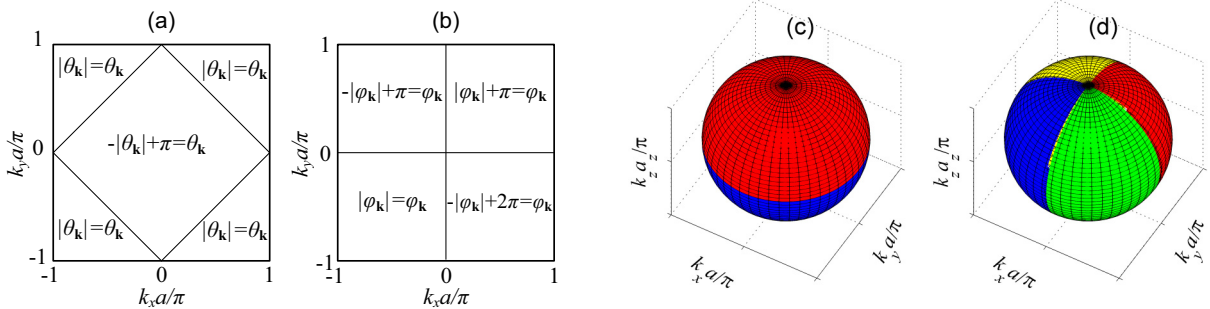 (a)
1
|θk|=θk
|θk|=θk
kya/π
0
-|θk|+π=θk
|θk|=θk
|θk|=θk
-1
-1
0
1
kxa/π
(b)
1
-|φk|+π=φk
|φk|+π=φk
kya/π
0
|φk|=φk
-|φk|+2π=φk
-1
-1
0
1
kxa/π
(c)
kza/π
z
kxa/π
kya/π
(d)
kza/π
z
kxa/π
kya/π